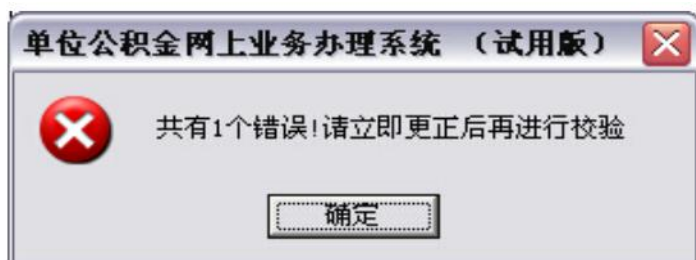 单位公积金网上业务办理系统 （试用版）
共有1个错误!请立即更正后再进行校验
确定